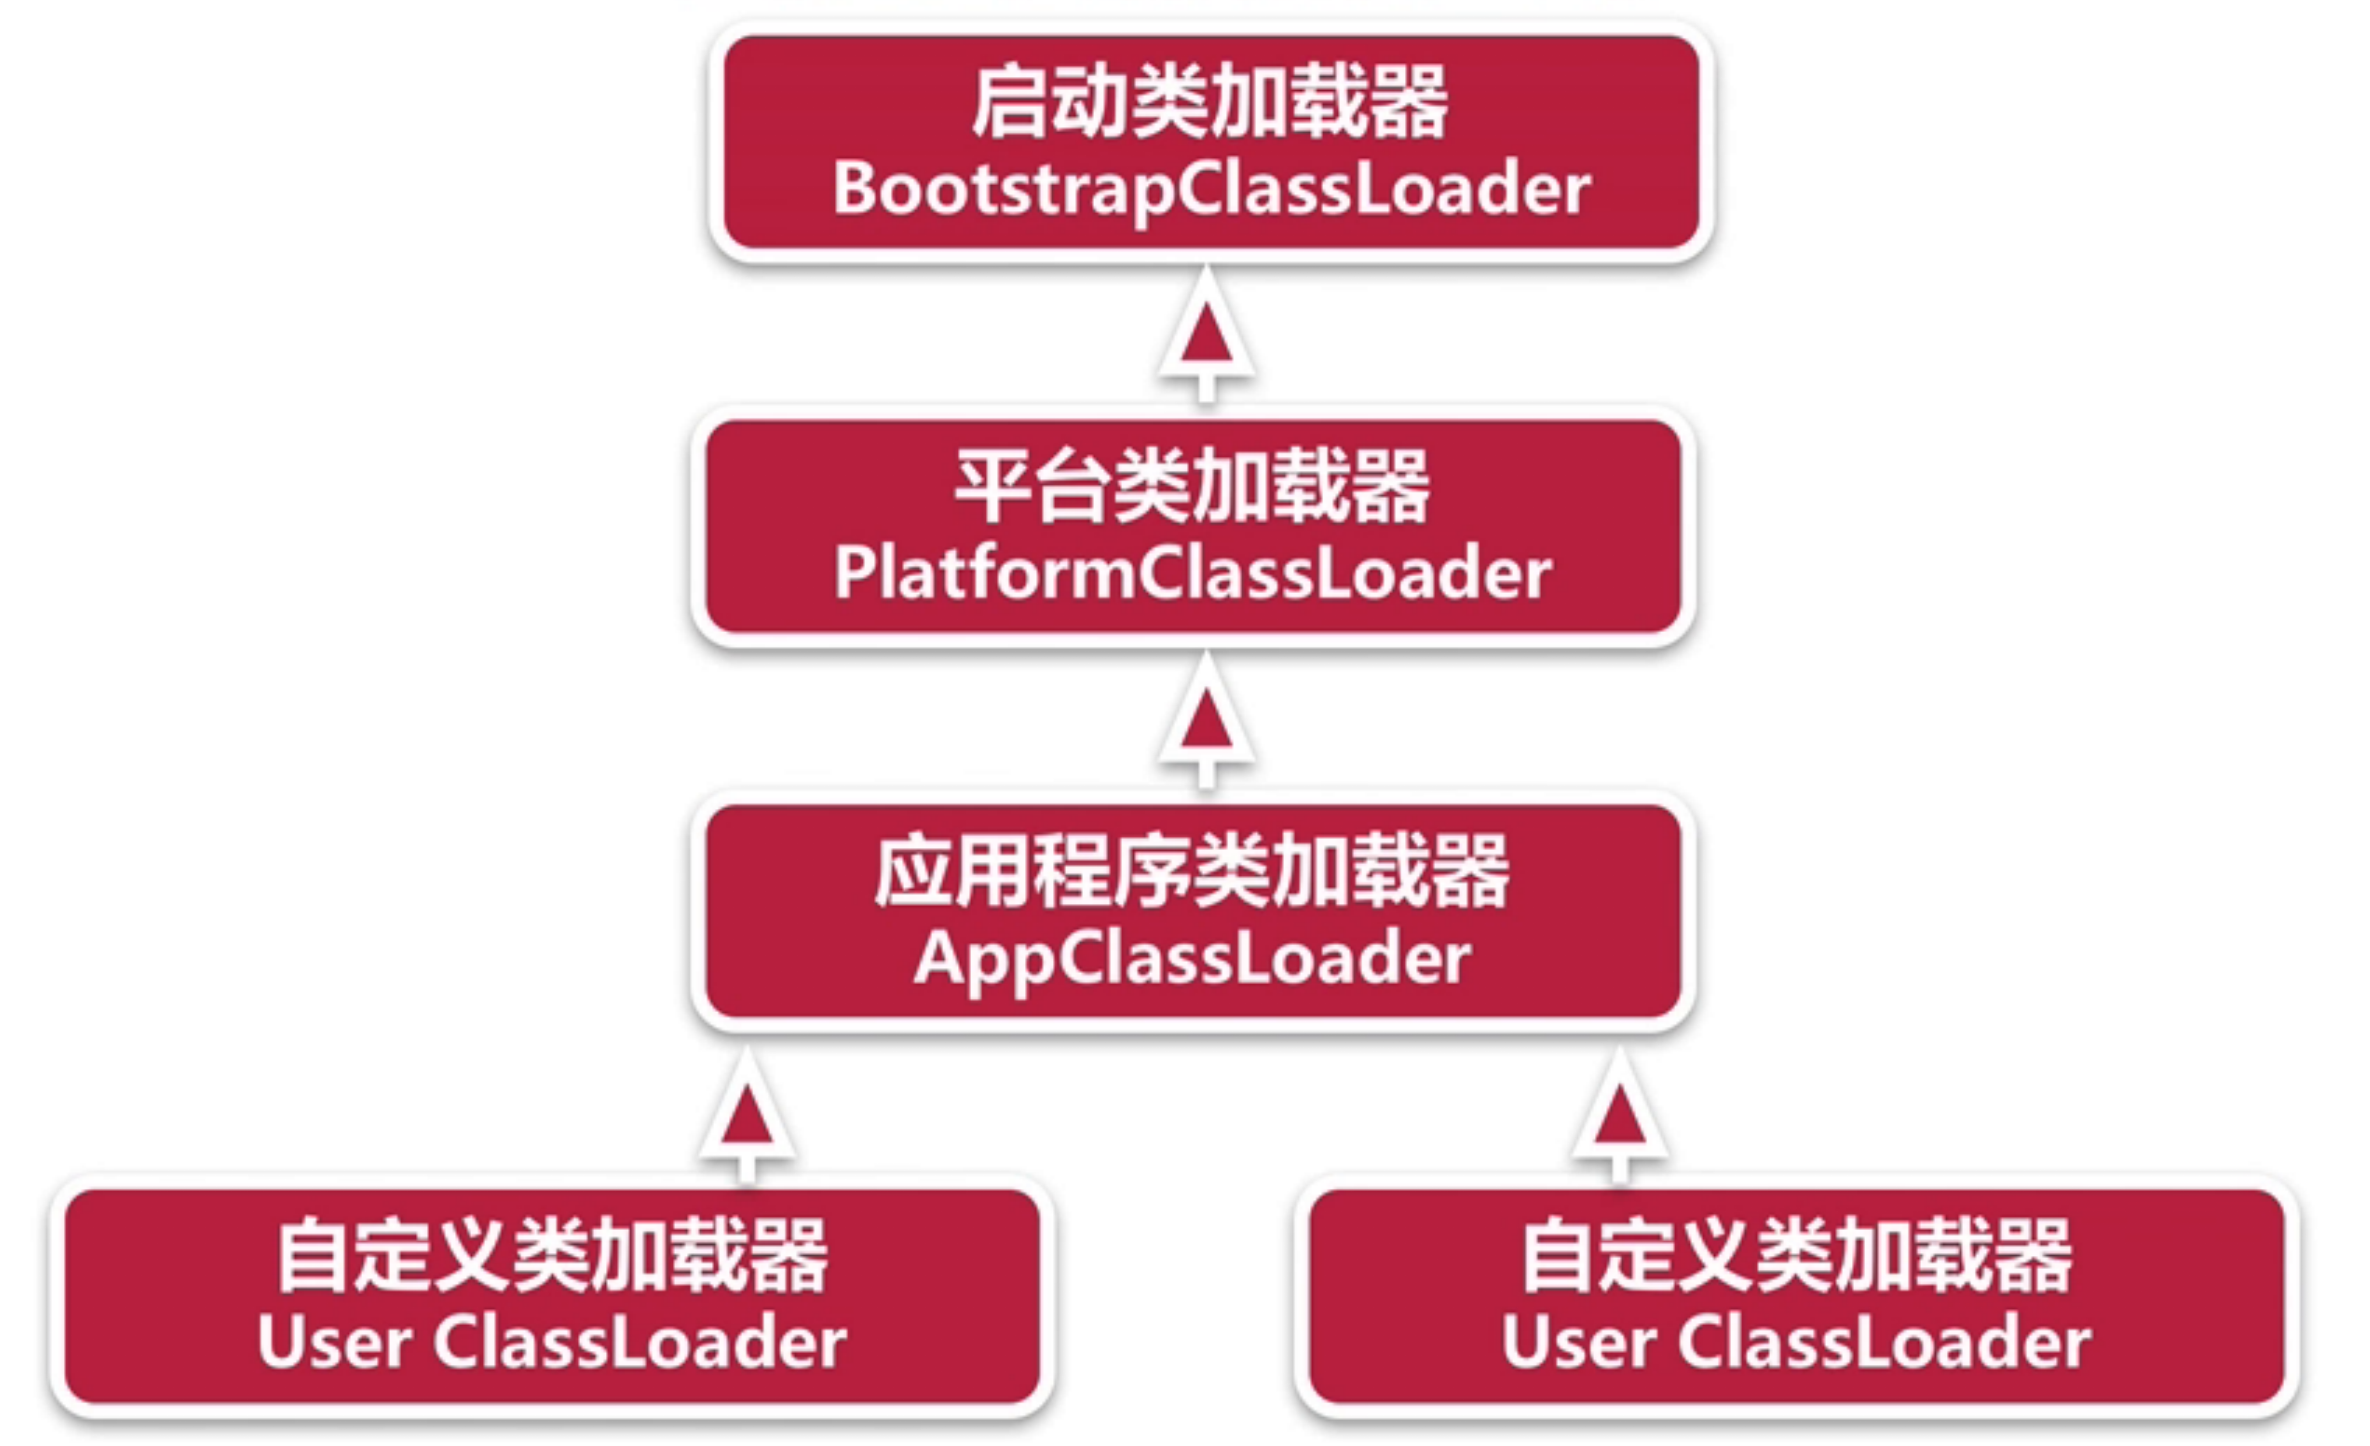 启动类加载器
BootstrapClassLoader
平台类加载器
PlatformClassLoader
应用程序类加载器
AppClassLoader
自定义类加载器
User ClassLoader
自定义类加载器
User ClassLoader